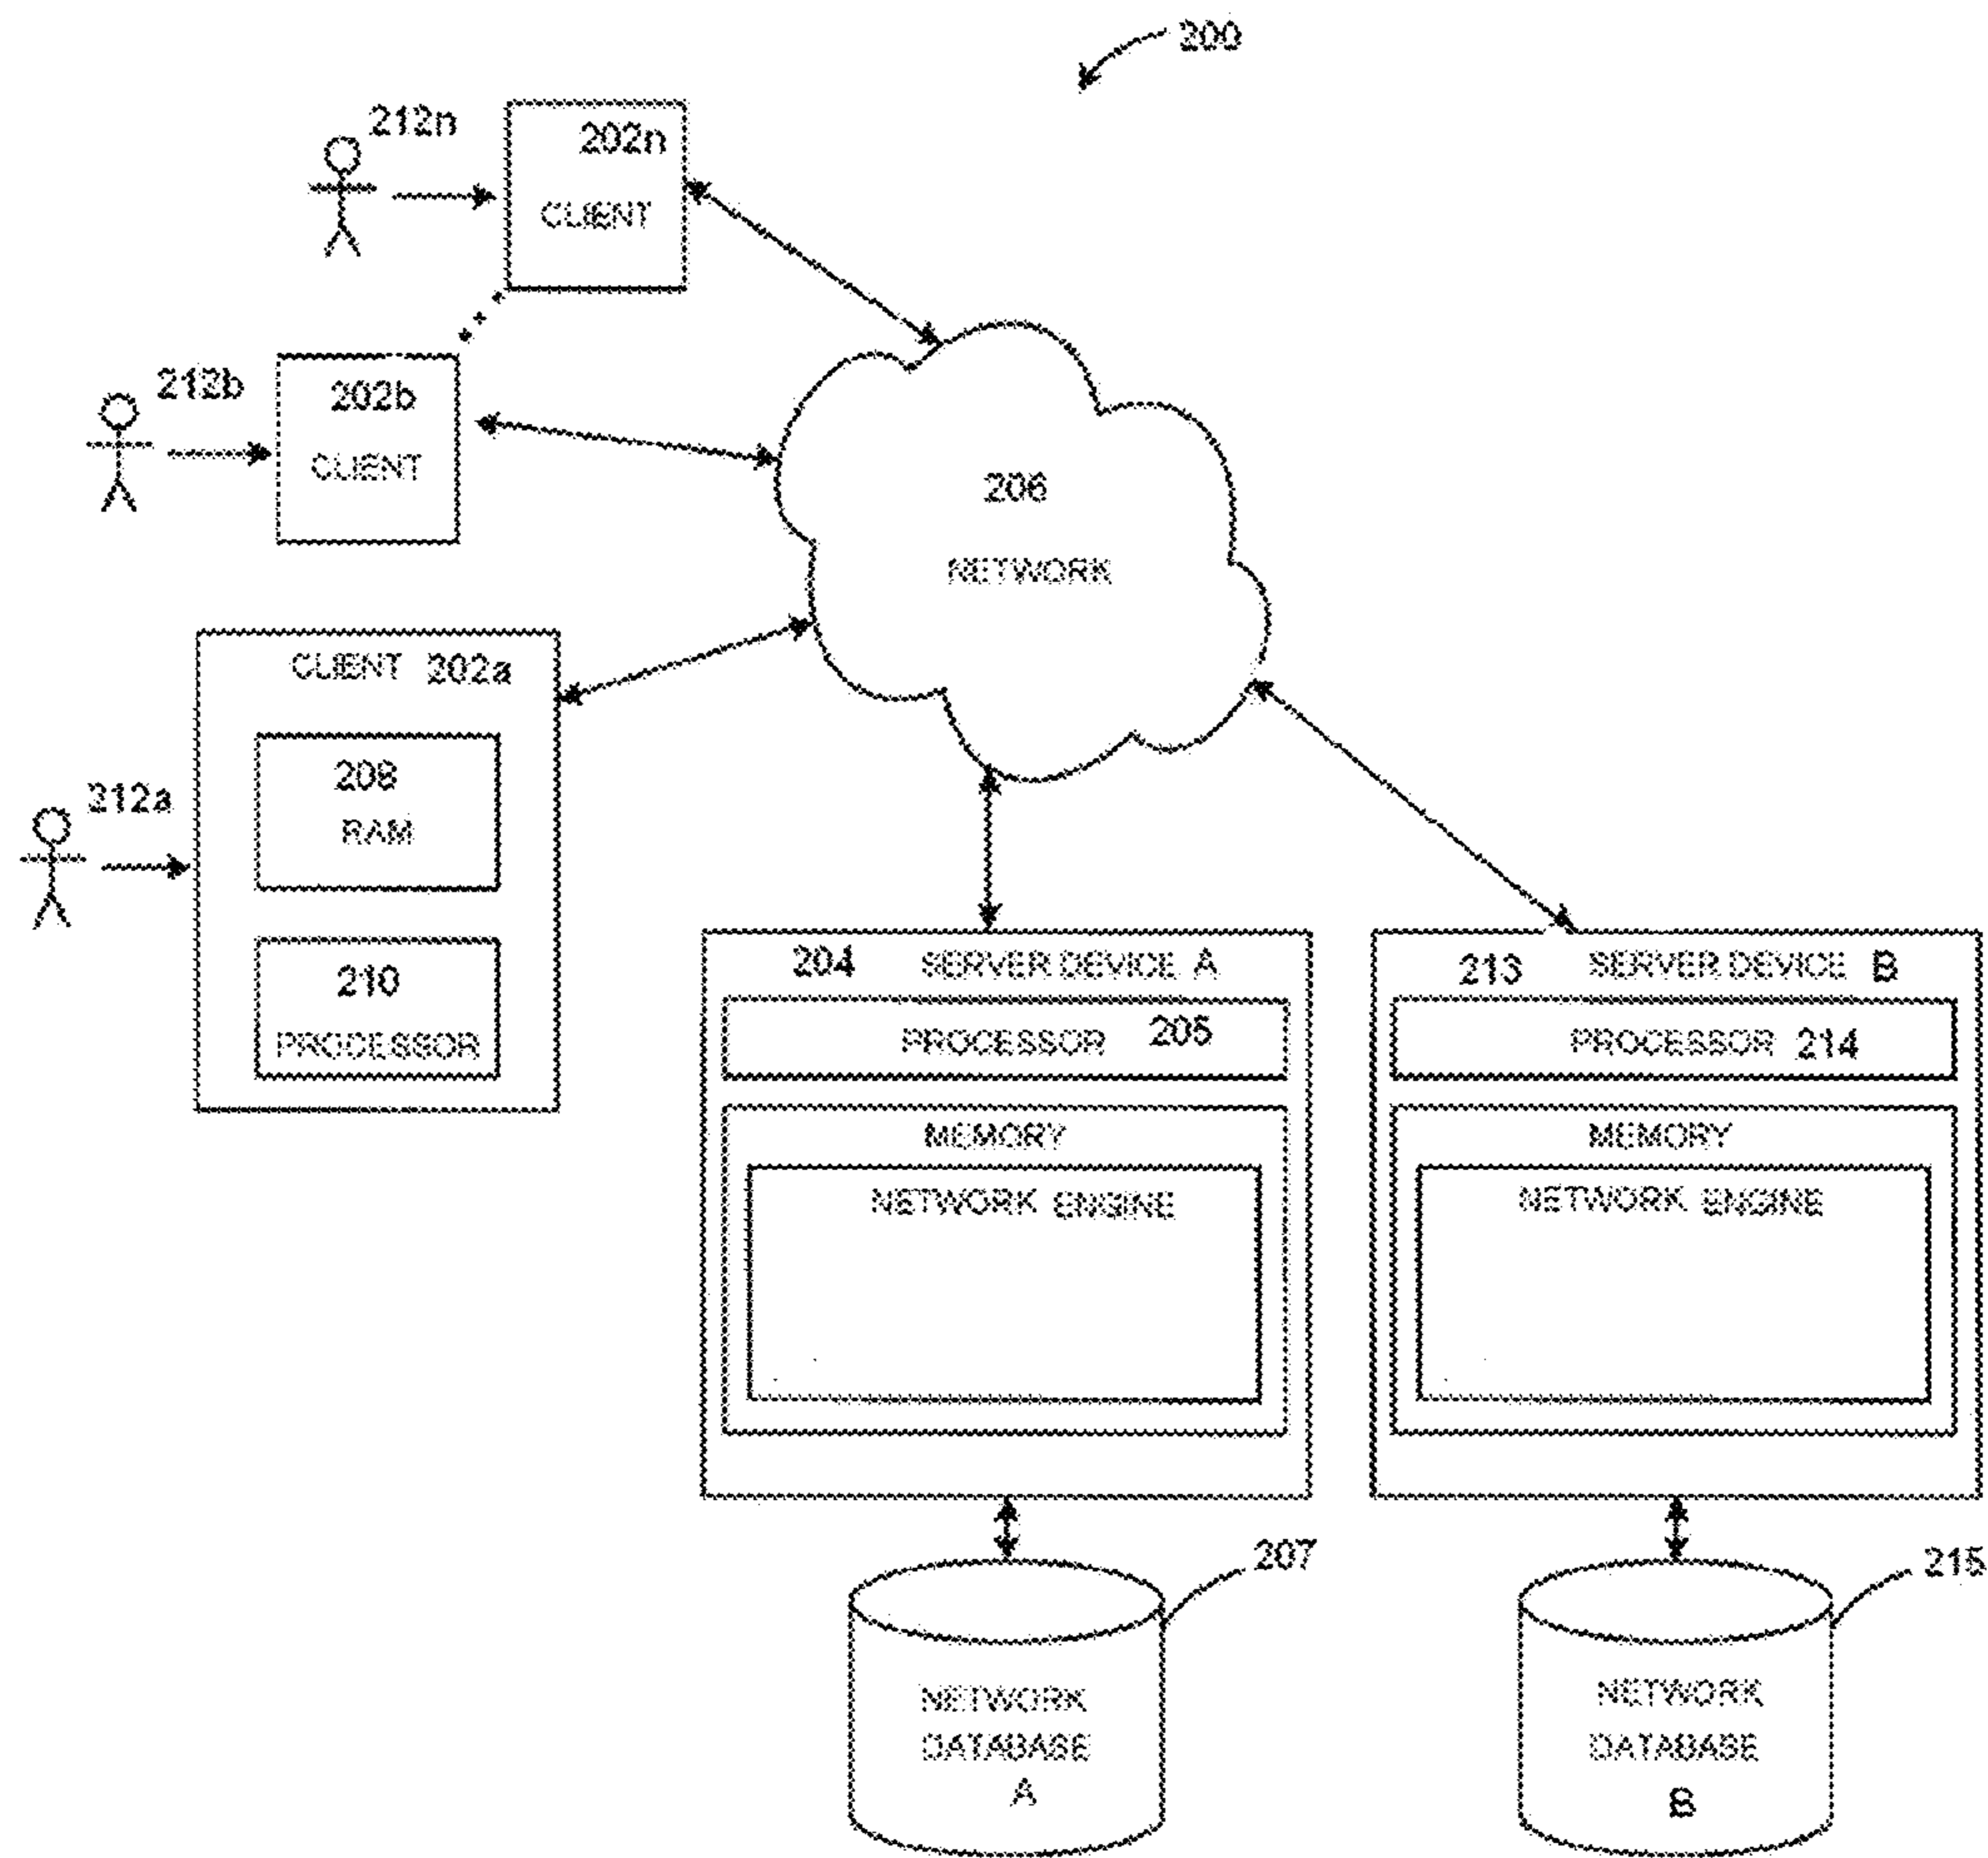 200
212n
202n
CLIENT
212b
202b
CLIENT
206
NETWORK
CLIENT 202a
208
RAM
212a
210
PROCESSOR
204 SERVER DEVICE A
PROCESSOR 205
MEMORY
NETWORK ENGINE
213 SERVER DEVICE B
PROCESSOR 214
MEMORY
NETWORK ENGINE
207
NETWORK
DATABASE
A
215
NETWORK
DATABASE
B